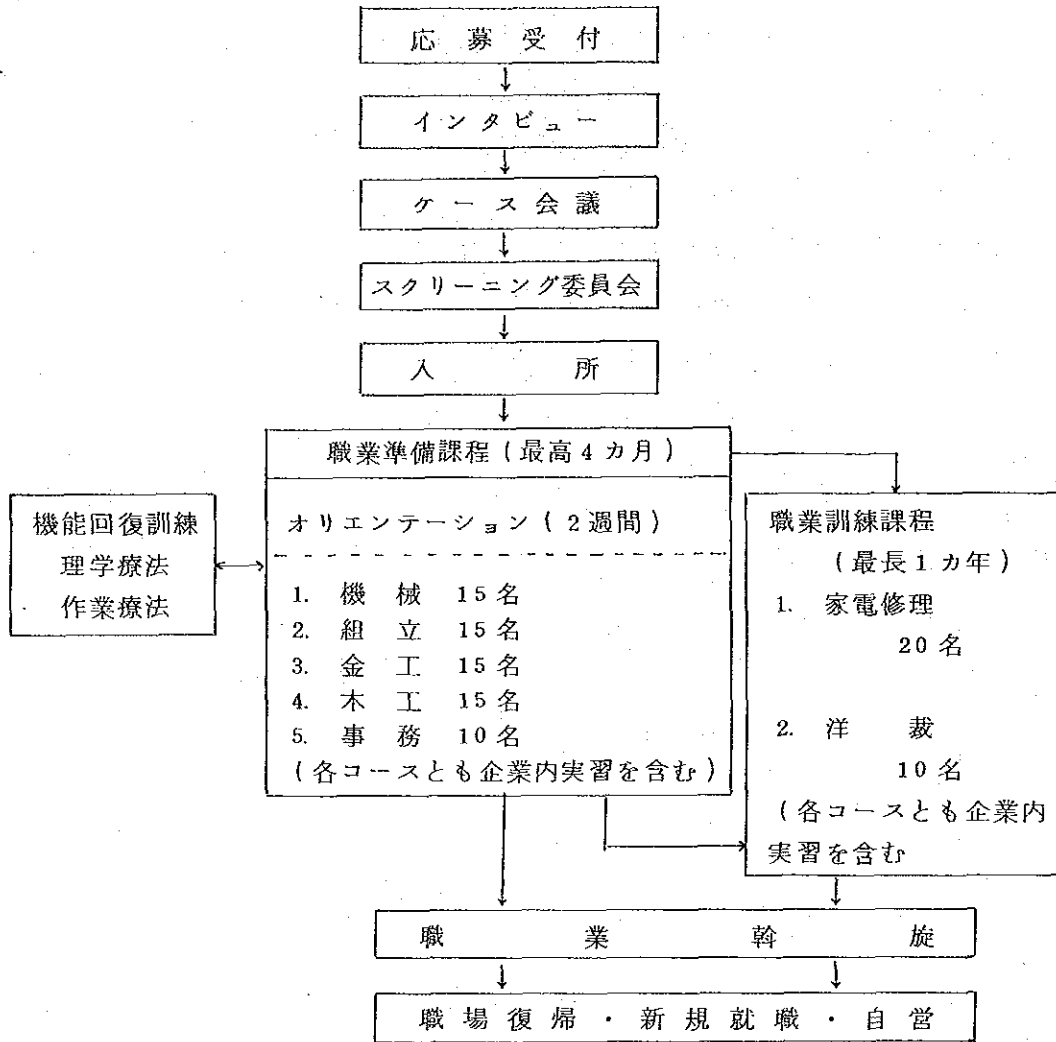 応募受付
インタビュー
ケース会議
スクリーニング委員会
入所
職業準備課程(最高4カ月)
オリエンテーション(2週間)
1. 機械 15名
2. 組立 15名
3. 金工 15名
4. 木工 15名
5. 事務 10名
(各コースとも企業内実習を含む)
機能回復訓練
理学療法
作業療法
職業訓練課程
(最長1カ年)
1. 家電修理
20名
2. 洋裁
10名
(各コースとも企業内
実習を含む
職業斡旋
職場復帰・新規就職・自営